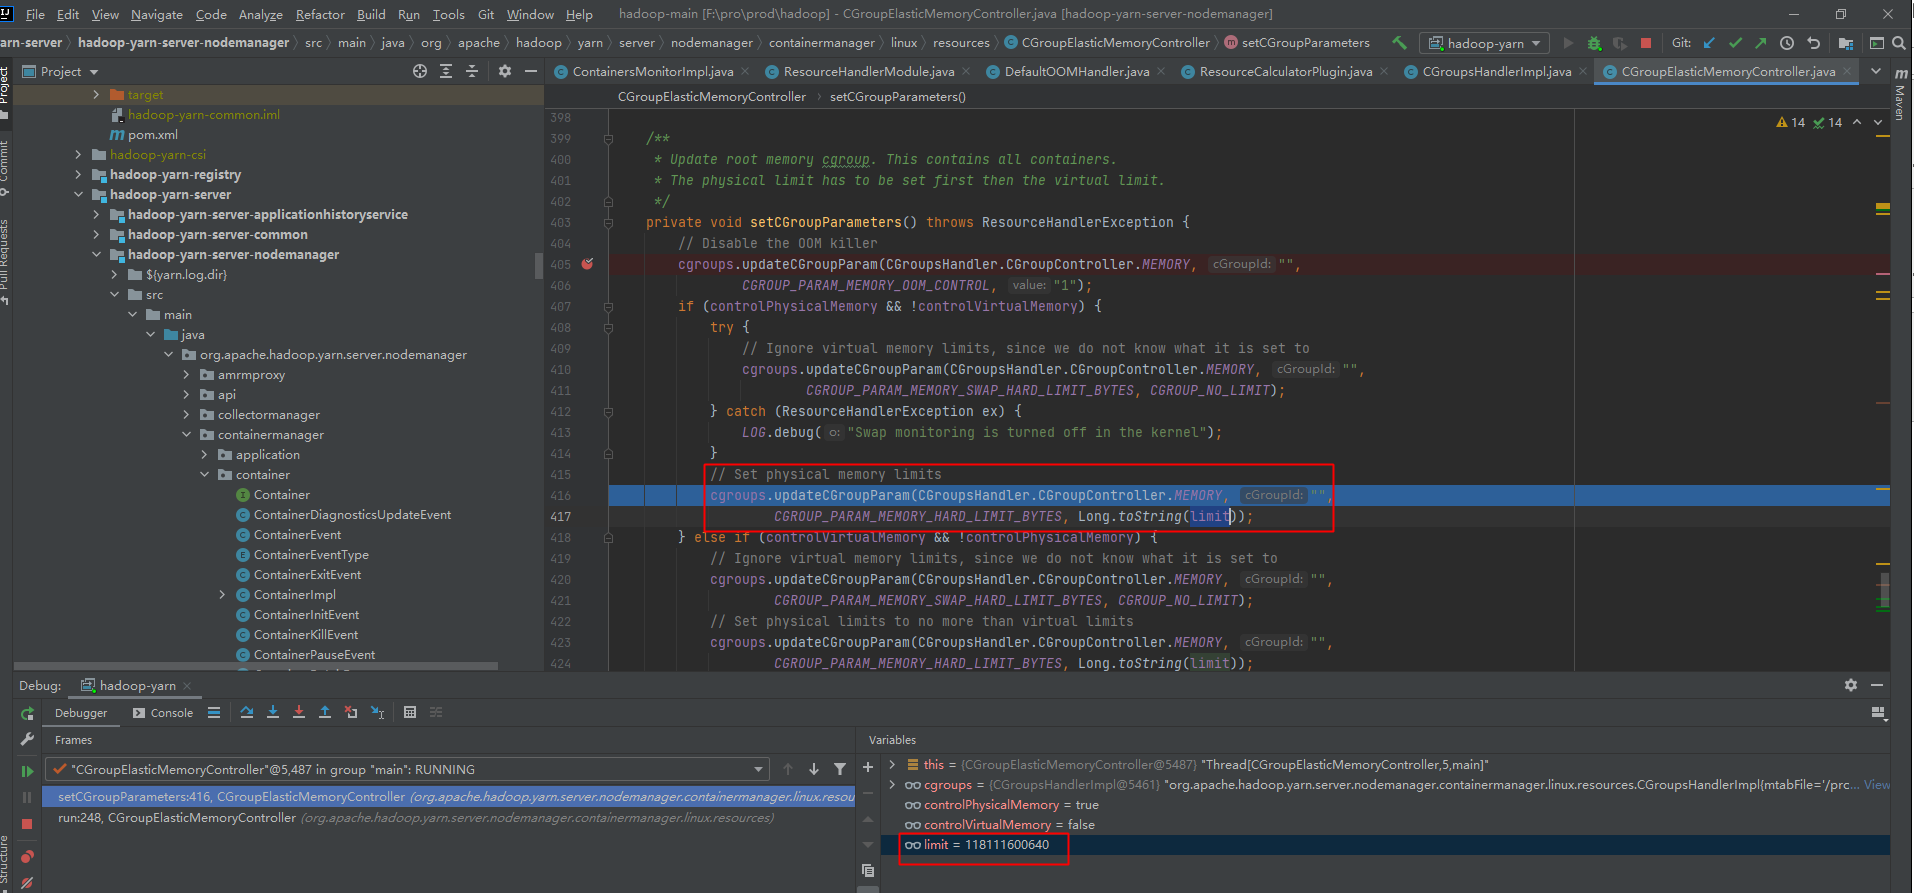 File Edit View Navigate Code Analyze Refactor Build Run Tools Git Window Help hadoop-main [F:\pro\prod\hadoop] - CGroupElasticMemoryController.java [hadoop-yarn-server-nodemanager]
arn-server hadoop-yarn-server-nodemanager src main java org apache hadoop yarn server nodemanager containermanager linux resources CGroupElasticMemoryController setCGroupParameters hadoop-yarn Git:
Project
ContainersMonitorImpl.java ResourceHandlerModule.java DefaultOOMHandler.java ResourceCalculatorPlugin.java CGroupsHandlerImpl.java CGroupElasticMemoryController.java
Project
Commit
Pull Requests
Structure
Maven
target
hadoop-yarn-common.iml
pom.xml
hadoop-yarn-csi
hadoop-yarn-registry
hadoop-yarn-server
hadoop-yarn-server-applicationhistoryservice
hadoop-yarn-server-common
hadoop-yarn-server-nodemanager
${yarn.log.dir}
src
main
java
org.apache.hadoop.yarn.server.nodemanager
amrmproxy
api
collectormanager
containermanager
application
container
Container
ContainerDiagnosticsUpdateEvent
ContainerEvent
ContainerEventType
ContainerExitEvent
ContainerImpl
ContainerInitEvent
ContainerKillEvent
ContainerPauseEvent
CGroupElasticMemoryController › setCGroupParameters()
14 14
398
399 /**
400 * Update root memory cgroup. This contains all containers.
401 * The physical limit has to be set first then the virtual limit.
402 */
403 private void setCGroupParameters() throws ResourceHandlerException {
404 // Disable the OOM killer
405 cgroups.updateCGroupParam(CGroupsHandler.CGroupController.MEMORY, cGroupId: "",
406 CGROUP_PARAM_MEMORY_OOM_CONTROL, value: "1");
407 if (controlPhysicalMemory && !controlVirtualMemory) {
408 try {
409 // Ignore virtual memory limits, since we do not know what it is set to
410 cgroups.updateCGroupParam(CGroupsHandler.CGroupController.MEMORY, cGroupId: "",
411 CGROUP_PARAM_MEMORY_SWAP_HARD_LIMIT_BYTES, CGROUP_NO_LIMIT);
412 } catch (ResourceHandlerException ex) {
413 LOG.debug( o: "Swap monitoring is turned off in the kernel");
414 }
415 // Set physical memory limits
416 cgroups.updateCGroupParam(CGroupsHandler.CGroupController.MEMORY, cGroupId: "",
417 CGROUP_PARAM_MEMORY_HARD_LIMIT_BYTES, Long.toString(limit));
418 } else if (controlVirtualMemory && !controlPhysicalMemory) {
419 // Ignore virtual memory limits, since we do not know what it is set to
420 cgroups.updateCGroupParam(CGroupsHandler.CGroupController.MEMORY, cGroupId: "",
421 CGROUP_PARAM_MEMORY_SWAP_HARD_LIMIT_BYTES, CGROUP_NO_LIMIT);
422 // Set physical limits to no more than virtual limits
423 cgroups.updateCGroupParam(CGroupsHandler.CGroupController.MEMORY, cGroupId: "",
424 CGROUP_PARAM_MEMORY_HARD_LIMIT_BYTES, Long.toString(limit));
Debug: hadoop-yarn
Debugger Console
Frames
"CGroupElasticMemoryController"@5,487 in group "main": RUNNING
setCGroupParameters:416, CGroupElasticMemoryController (org.apache.hadoop.yarn.server.nodemanager.containermanager.linux.resou
run:248, CGroupElasticMemoryController (org.apache.hadoop.yarn.server.nodemanager.containermanager.linux.resources)
Variables
this = {CGroupElasticMemoryController@5487} "Thread[CGroupElasticMemoryController,5,main]"
cgroups = {CGroupsHandlerImpl@5461} "org.apache.hadoop.yarn.server.nodemanager.containermanager.linux.resources.CGroupsHandlerImpl{mtabFile='/prc... View
controlPhysicalMemory = true
controlVirtualMemory = false
limit = 118111600640